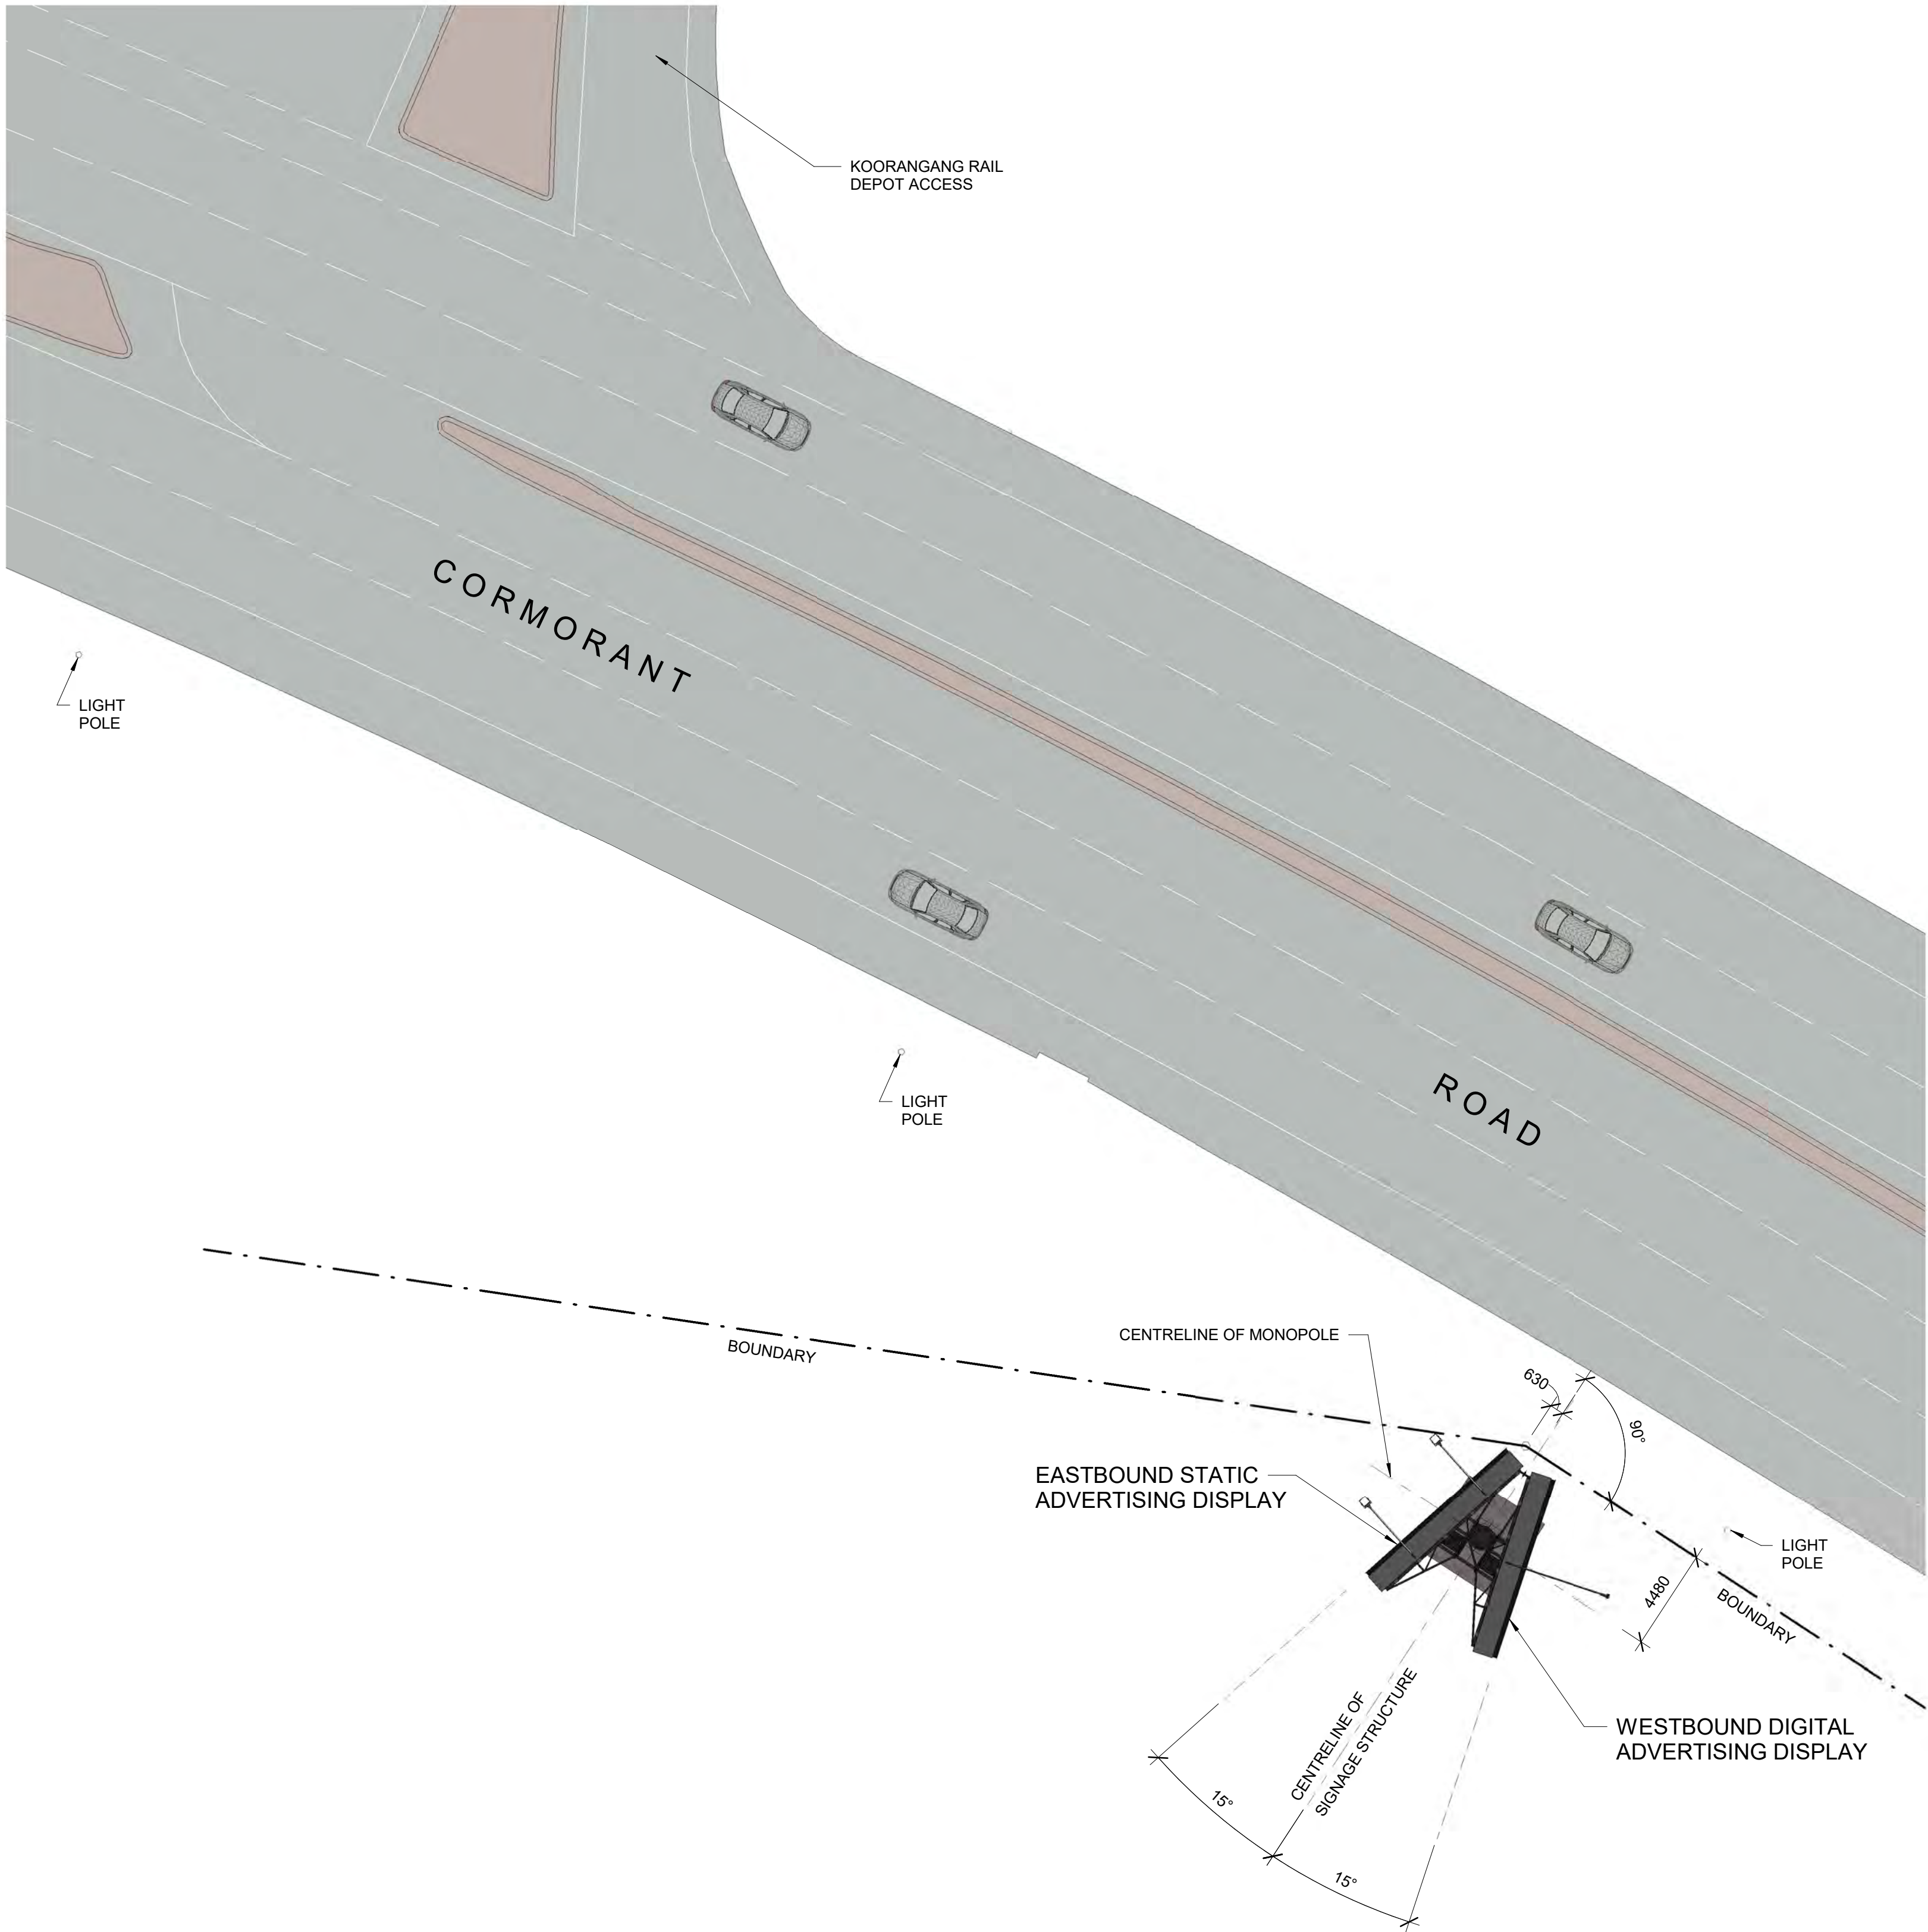 KOORANGANG RAIL
DEPOT ACCESS
CORMORANT
LIGHT
POLE
LIGHT
POLE
ROAD
CENTRELINE OF MONOPOLE
BOUNDARY
630
90°
EASTBOUND STATIC
ADVERTISING DISPLAY
LIGHT
POLE
4480
BOUNDARY
CENTRELINE OF
SIGNAGE STRUCTURE
WESTBOUND DIGITAL
ADVERTISING DISPLAY
15°
15°